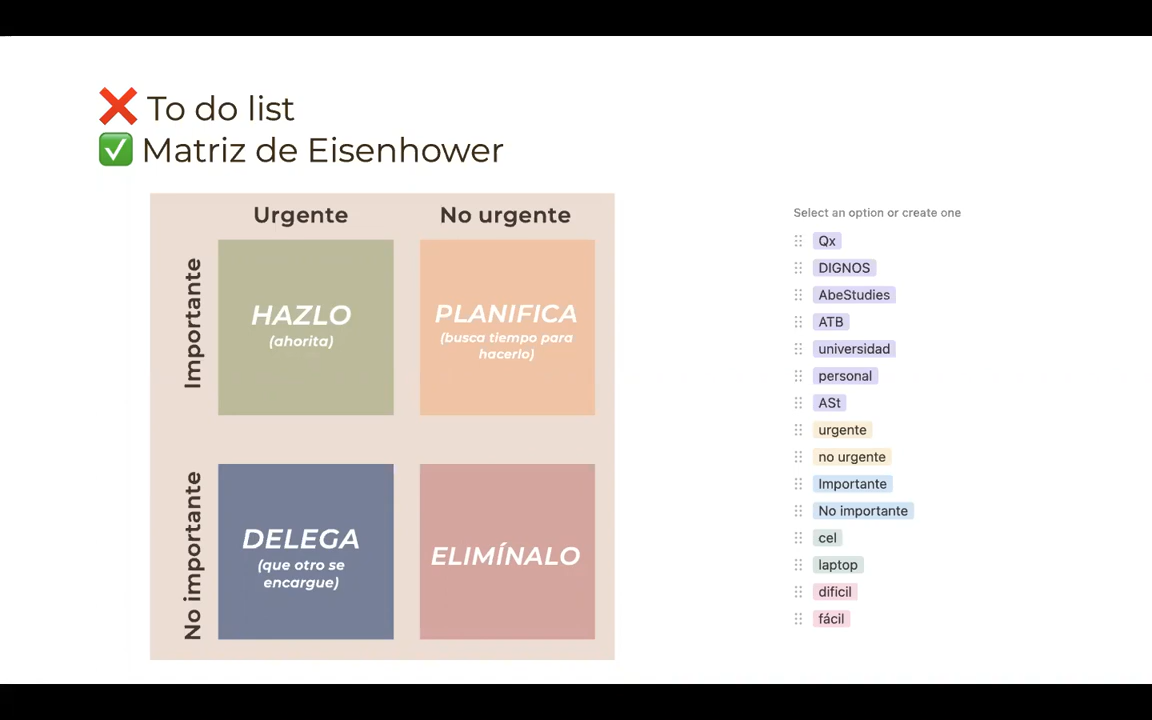 ❌ To do list
✅ Matriz de Eisenhower
Urgente
No urgente
Importante
HAZLO
(ahorita)
PLANIFICA
(busca tiempo para
hacerlo)
No importante
DELEGA
(que otro se
encargue)
ELIMÍNALO
Select an option or create one
Qx
DIGNOS
AbeStudies
ATB
universidad
personal
ASt
urgente
no urgente
Importante
No importante
cel
laptop
dificil
fácil